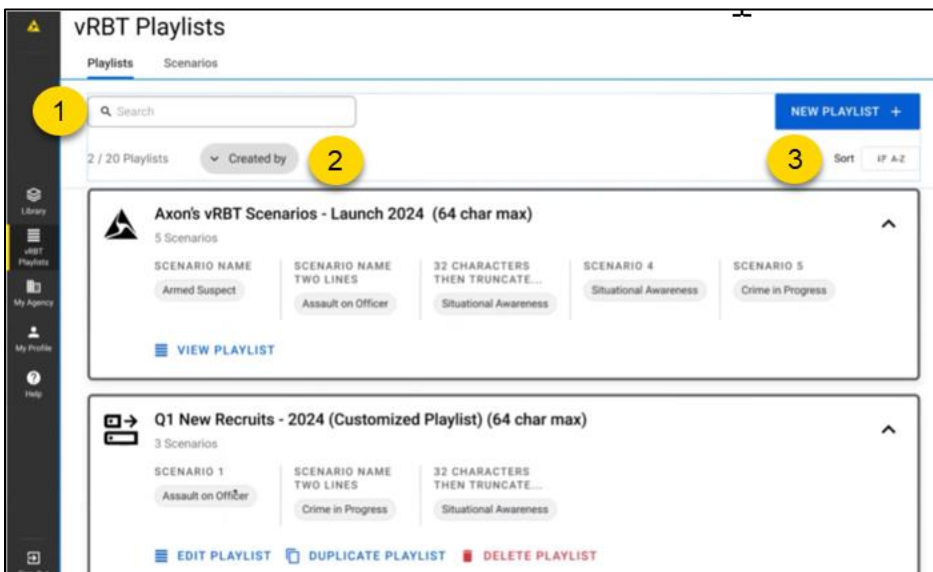 vRBT Playlists
Playlists Scenarios
1
Search
NEW PLAYLIST +
2 / 20 Playlists
Created by
2
3
Sort
A-Z
Library
vRBT
Playlists
My Agency
My Profile
Help
Axon's vRBT Scenarios - Launch 2024 (64 char max)
5 Scenarios
SCENARIO NAME
Armed Suspect
SCENARIO NAME
TWO LINES
Assault on Officer
32 CHARACTERS
THEN TRUNCATE...
Situational Awareness
SCENARIO 4
Situational Awareness
SCENARIO 5
Crime in Progress
VIEW PLAYLIST
Q1 New Recruits - 2024 (Customized Playlist) (64 char max)
3 Scenarios
SCENARIO 1
Assault on Officer
SCENARIO NAME
TWO LINES
Crime in Progress
32 CHARACTERS
THEN TRUNCATE...
Situational Awareness
EDIT PLAYLIST DUPLICATE PLAYLIST DELETE PLAYLIST